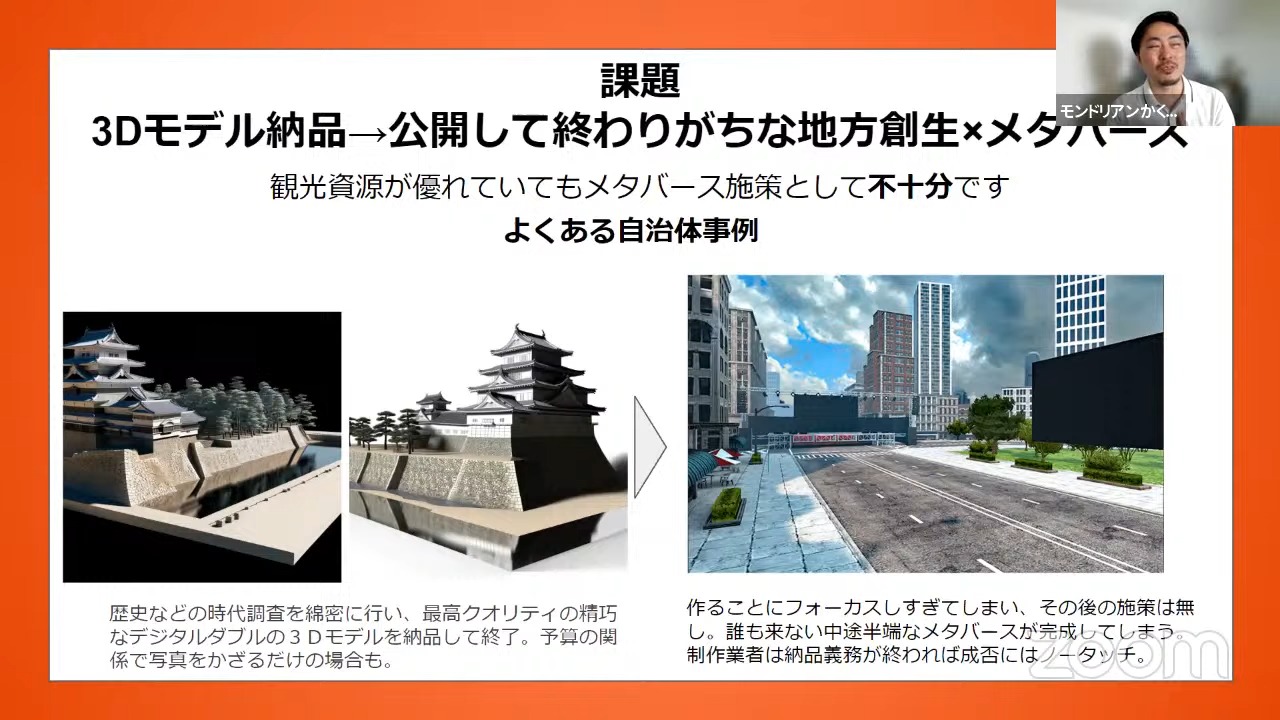 課題
3Dモデル納品→公開して終わりがちな地方創生×メタバース
観光資源が優れていてもメタバース施策として不十分です
よくある自治体事例
モンドリアンかく...
歴史などの時代調査を綿密に行い、最高クオリティの精巧
なデジタルダブルの３Ｄモデルを納品して終了。予算の関
係で写真をかざるだけの場合も。
作ることにフォーカスしすぎてしまい、その後の施策は無
し。誰も来ない中途半端なメタバースが完成してしまう。
制作業者は納品義務が終われば成否にはノータッチ。
zoom